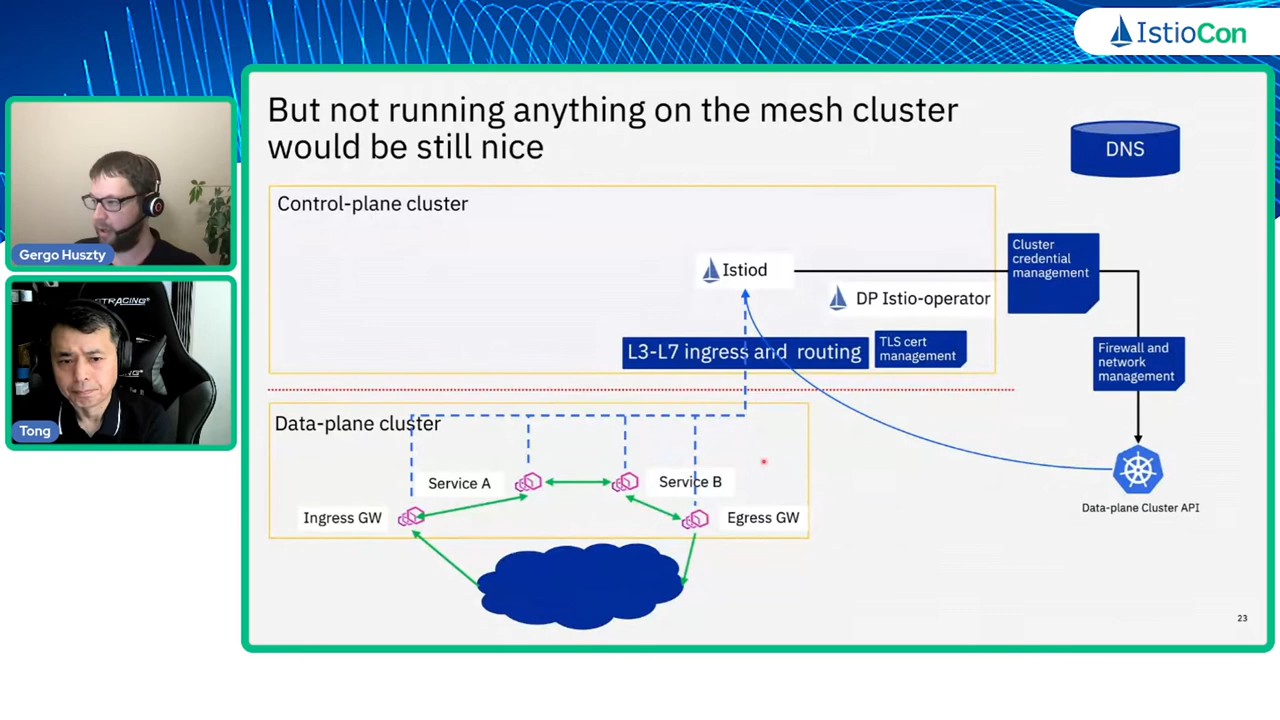 IstioCon
But not running anything on the mesh cluster
would be still nice
DNS
Control-plane cluster
Istiod
DP Istio-operator
Cluster
credential
management
L3-L7 ingress and routing
TLS cert
management
Firewall and
network
management
Data-plane cluster
Service A
Service B
Ingress GW
Egress GW
Data-plane Cluster API
23
Gergo Huszty
Tong